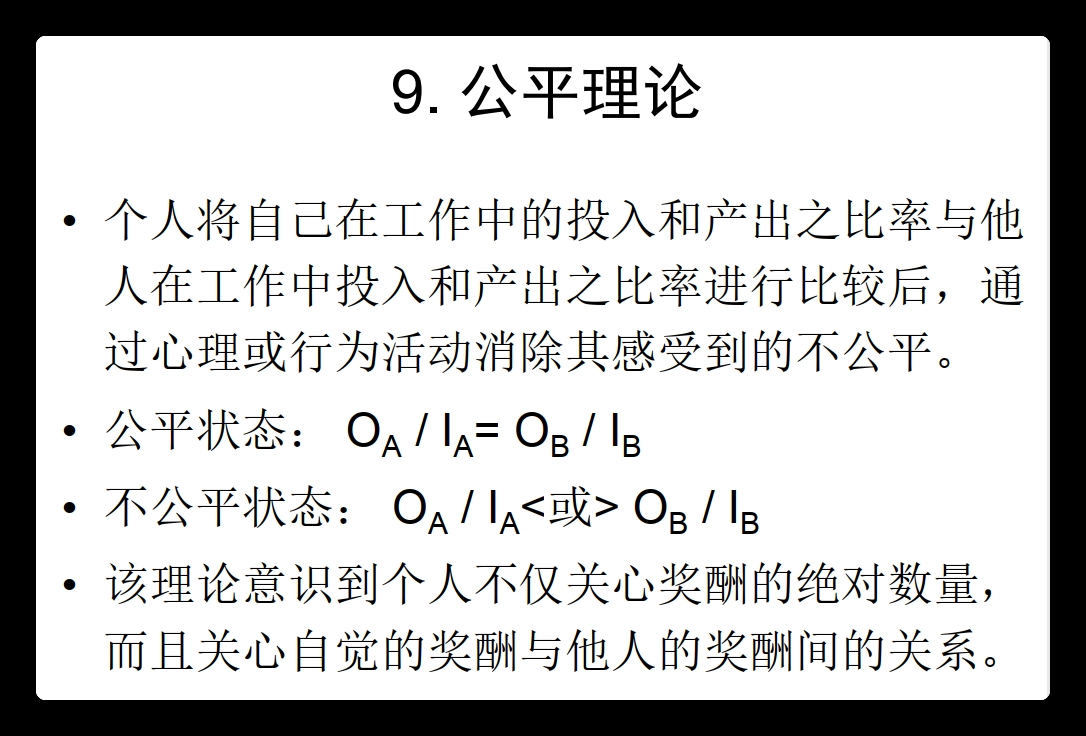 9. 公平理论
• 个人将自己在工作中的投入和产出之比率与他
人在工作中投入和产出之比率进行比较后，通
过心理或行为活动消除其感受到的不公平。
• 公平状态： O_A / I_A= O_B / I_B
• 不公平状态： O_A / I_A<或> O_B / I_B
• 该理论意识到个人不仅关心奖酬的绝对数量，
而且关心自觉的奖酬与他人的奖酬间的关系。